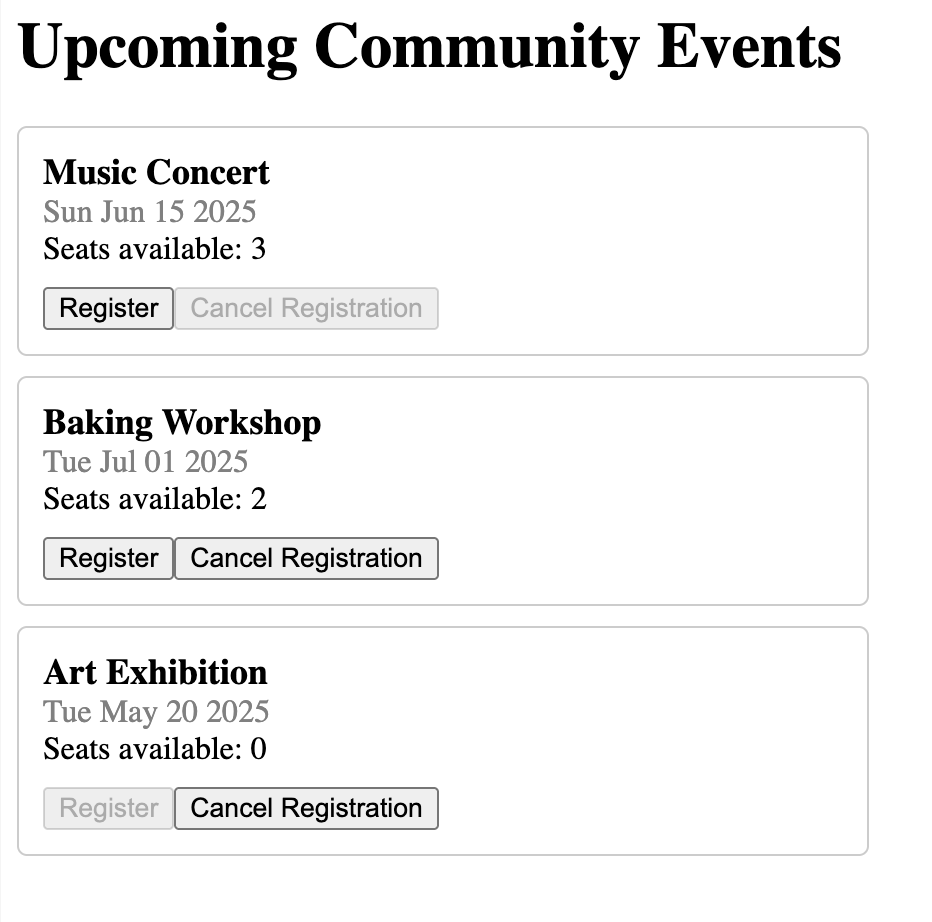 Upcoming Community Events
Music Concert
Sun Jun 15 2025
Seats available: 3
Register Cancel Registration
Baking Workshop
Tue Jul 01 2025
Seats available: 2
Register Cancel Registration
Art Exhibition
Tue May 20 2025
Seats available: 0
Register Cancel Registration